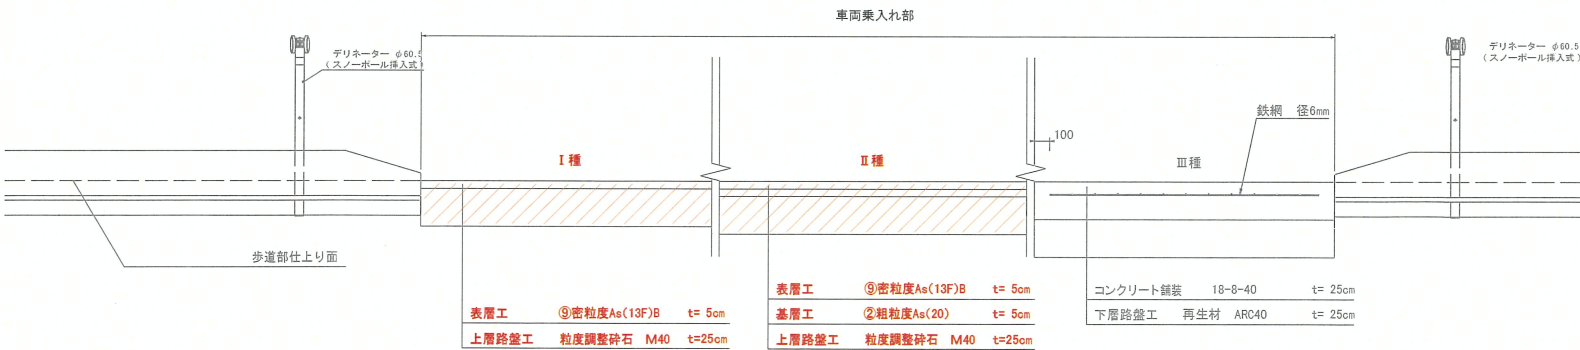 車両乗入れ部
デリネーター φ60.5
(スノーポール挿入式)
デリネーター φ60.5
(スノーポール挿入式)
鉄網 径6mm
100
Ⅰ種
Ⅱ種
Ⅲ種
歩道部仕上り面
表層工 ⑨密粒度As(13F)B t= 5cm
上層路盤工 粒度調整砕石 M40 t=25cm
表層工 ⑨密粒度As(13F)B t= 5cm
基層工 ②粗粒度As(20) t= 5cm
上層路盤工 粒度調整砕石 M40 t=25cm
コンクリート舗装 18-8-40 t= 25cm
下層路盤工 再生材 ARC40 t= 25cm